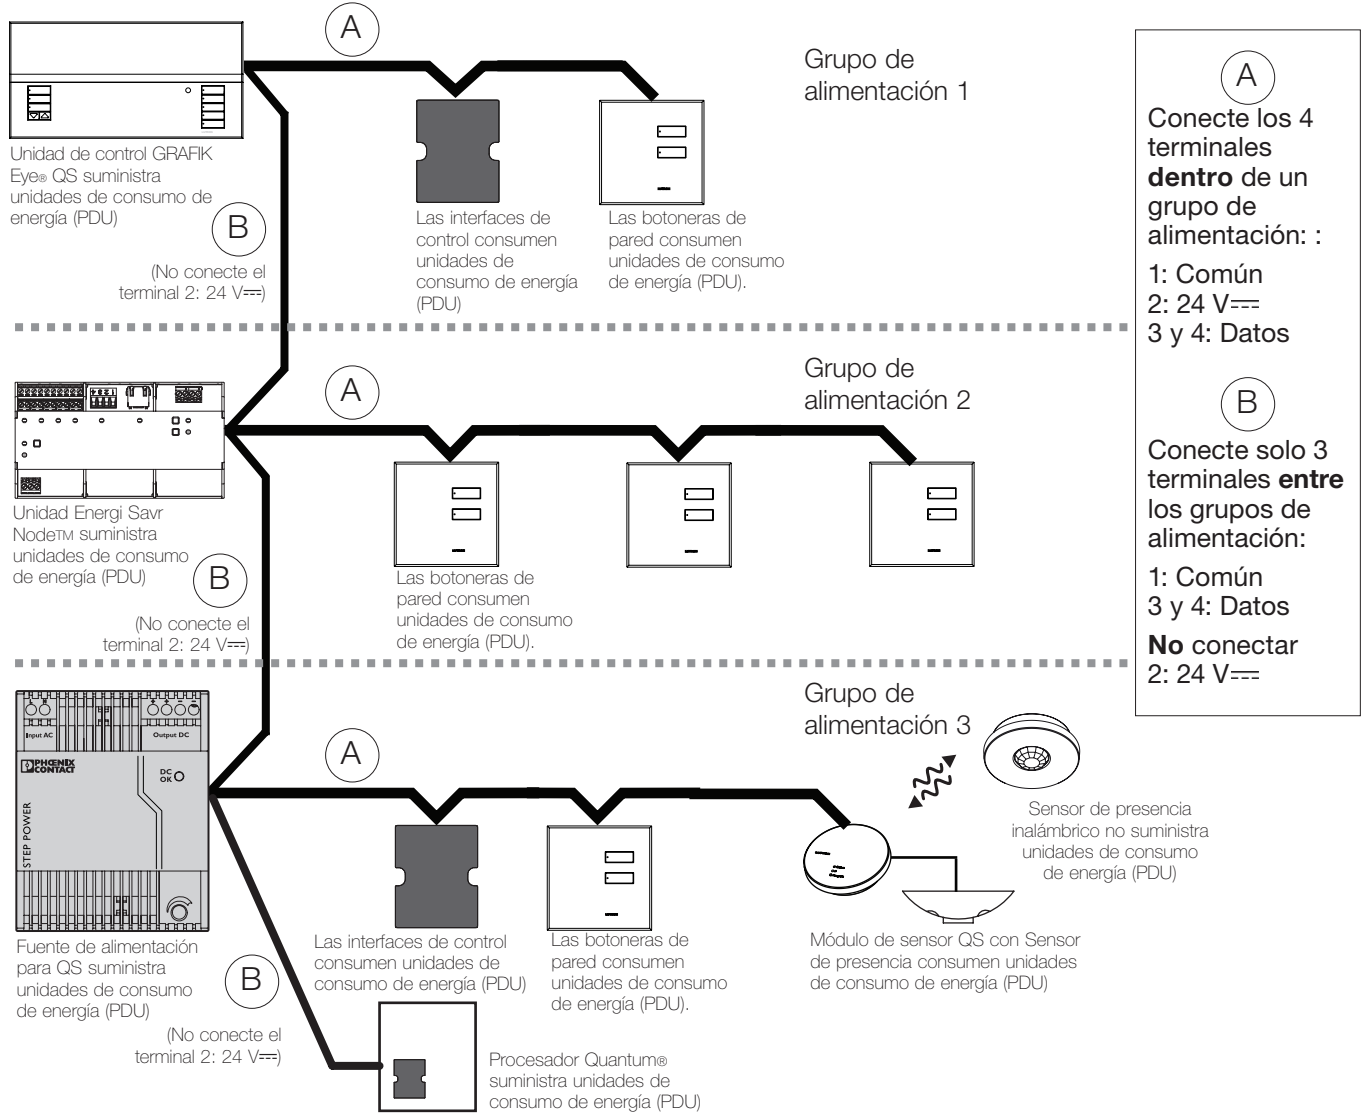 A
Grupo de
alimentación 1
Unidad de control GRAFIK
Eye® QS suministra
unidades de consumo de
energía (PDU)
B
(No conecte el
terminal 2: 24 V⎓)
Las interfaces de
control consumen
unidades de
consumo de energía
(PDU)
Las botoneras de
pared consumen
unidades de consumo
de energía (PDU).
A
Grupo de
alimentación 2
Unidad Energi Savr
Node™ suministra
unidades de consumo
de energía (PDU)
B
(No conecte el
terminal 2: 24 V⎓)
Las botoneras de
pared consumen
unidades de consumo
de energía (PDU).
Grupo de
alimentación 3
A
Input AC
Output DC
PHŒNIX
CONTACT
DC
OK
STEP POWER
Fuente de alimentación
para QS suministra
unidades de consumo
de energía (PDU)
B
(No conecte el
terminal 2: 24 V⎓)
Las interfaces de control
consumen unidades de
consumo de energía (PDU)
Las botoneras de
pared consumen
unidades de consumo
de energía (PDU).
Sensor de presencia
inalámbrico no suministra
unidades de consumo
de energía (PDU)
Módulo de sensor QS con Sensor
de presencia consumen unidades
de consumo de energía (PDU)
Procesador Quantum®
suministra unidades de
consumo de energía (PDU)
A
Conecte los 4
terminales
dentro de un
grupo de
alimentación: :
1: Común
2: 24 V⎓
3 y 4: Datos
B
Conecte solo 3
terminales entre
los grupos de
alimentación:
1: Común
3 y 4: Datos
No conectar
2: 24 V⎓